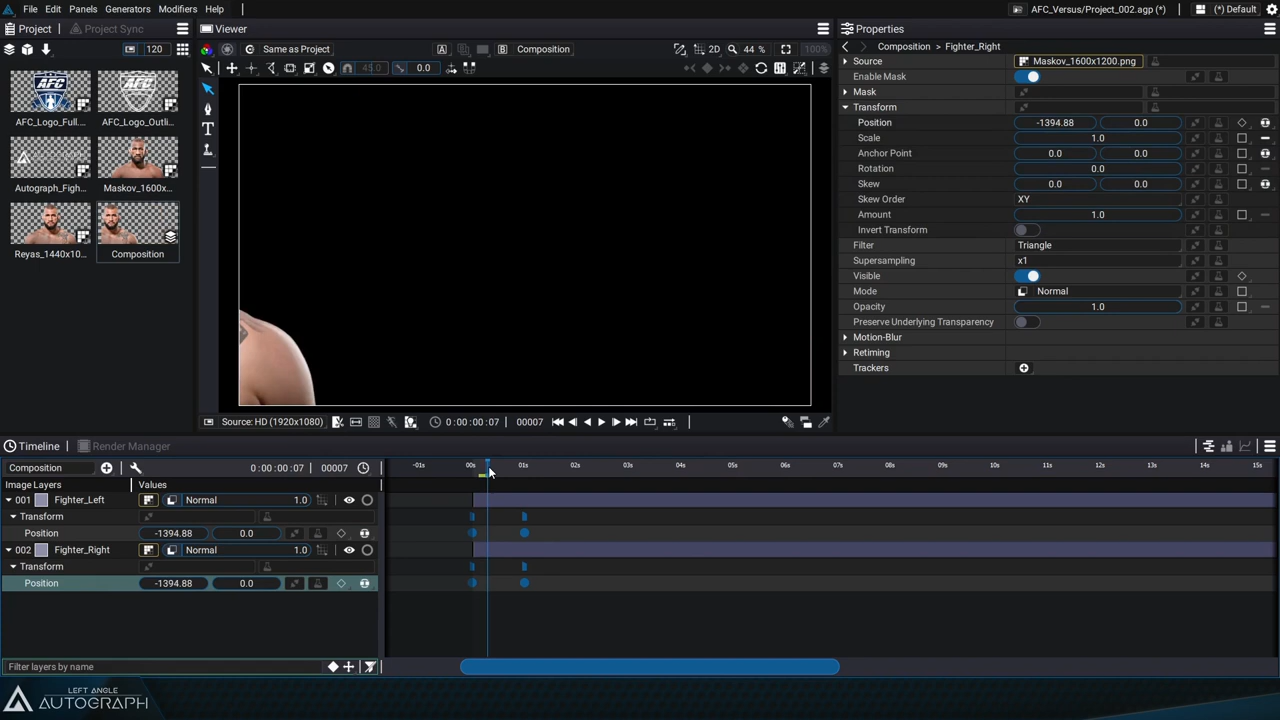 File Edit Panels Generators Modifiers Help
AFC_Versus/Project_002.agp (*) (*) Default
Project Project Sync
120
AFC_Logo_Full... AFC_Logo_Outli...
Autograph_Figh... Maskov_1600x...
Reyas_1440x10... Composition
Viewer
Same as Project A B Composition 2D 44 % 100%
45.0 0.0
Source: HD (1920x1080) 0:00:00:07 00007
Properties
Composition > Fighter_Right
Source Maskov_1600x1200.png
Enable Mask
Mask
Transform
Position -1394.88 0.0
Scale 1.0
Anchor Point 0.0 0.0
Rotation 0.0
Skew 0.0 0.0
Skew Order XY
Amount 1.0
Invert Transform
Filter Triangle
Supersampling x1
Visible
Mode Normal
Opacity 1.0
Preserve Underlying Transparency
Motion-Blur
Retiming
Trackers
Timeline Render Manager
Composition 0:00:00:07 00007
-01s 00s 01s 02s 03s 04s 05s 06s 07s 08s 09s 10s 11s 12s 13s 14s 15s
Image Layers Values
001 Fighter_Left Normal 1.0
Transform
Position -1394.88 0.0
002 Fighter_Right Normal 1.0
Transform
Position -1394.88 0.0
Filter layers by name
LEFT ANGLE
AUTOGRAPH